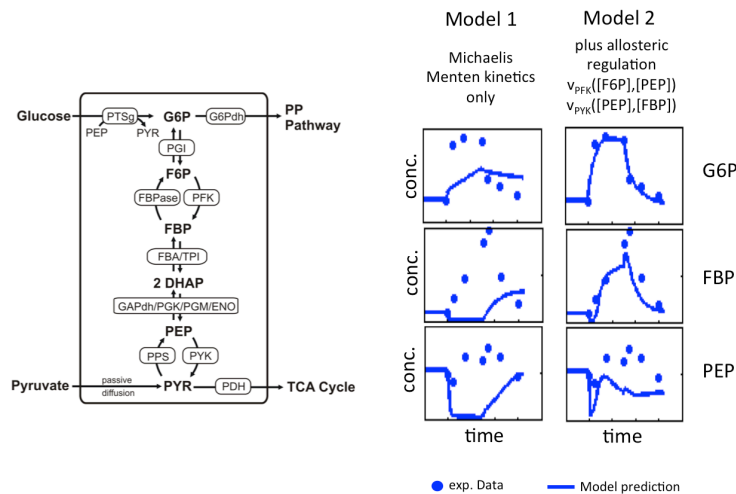 Model 1
Michaelis
Menten kinetics
only
Model 2
plus allosteric
regulation
vPFK([F6P],[PEP])
vPYK([PEP],[FBP])
Glucose
PTSg
PEP
PYR
G6P
G6Pdh
PP
Pathway
PGI
F6P
FBPase
PFK
FBP
FBA/TPI
2 DHAP
GAPdh/PGK/PGM/ENO
PEP
PPS
PYK
Pyruvate
passive
diffusion
PYR
PDH
TCA Cycle
conc.
G6P
conc.
FBP
conc.
PEP
time
time
exp. Data
Model prediction